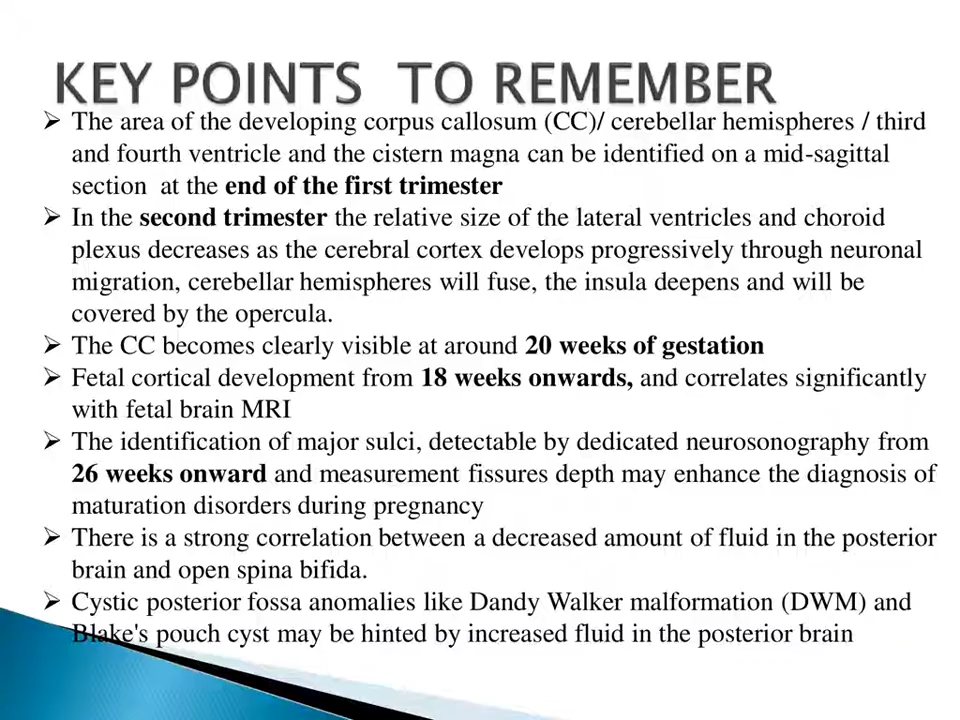 KEY POINTS TO REMEMBER
➢ The area of the developing corpus callosum (CC)/ cerebellar hemispheres / third
and fourth ventricle and the cistern magna can be identified on a mid-sagittal
section at the end of the first trimester
➢ In the second trimester the relative size of the lateral ventricles and choroid
plexus decreases as the cerebral cortex develops progressively through neuronal
migration, cerebellar hemispheres will fuse, the insula deepens and will be
covered by the opercula.
➢ The CC becomes clearly visible at around 20 weeks of gestation
➢ Fetal cortical development from 18 weeks onwards, and correlates significantly
with fetal brain MRI
➢ The identification of major sulci, detectable by dedicated neurosonography from
26 weeks onward and measurement fissures depth may enhance the diagnosis of
maturation disorders during pregnancy
➢ There is a strong correlation between a decreased amount of fluid in the posterior
brain and open spina bifida.
➢ Cystic posterior fossa anomalies like Dandy Walker malformation (DWM) and
Blake's pouch cyst may be hinted by increased fluid in the posterior brain